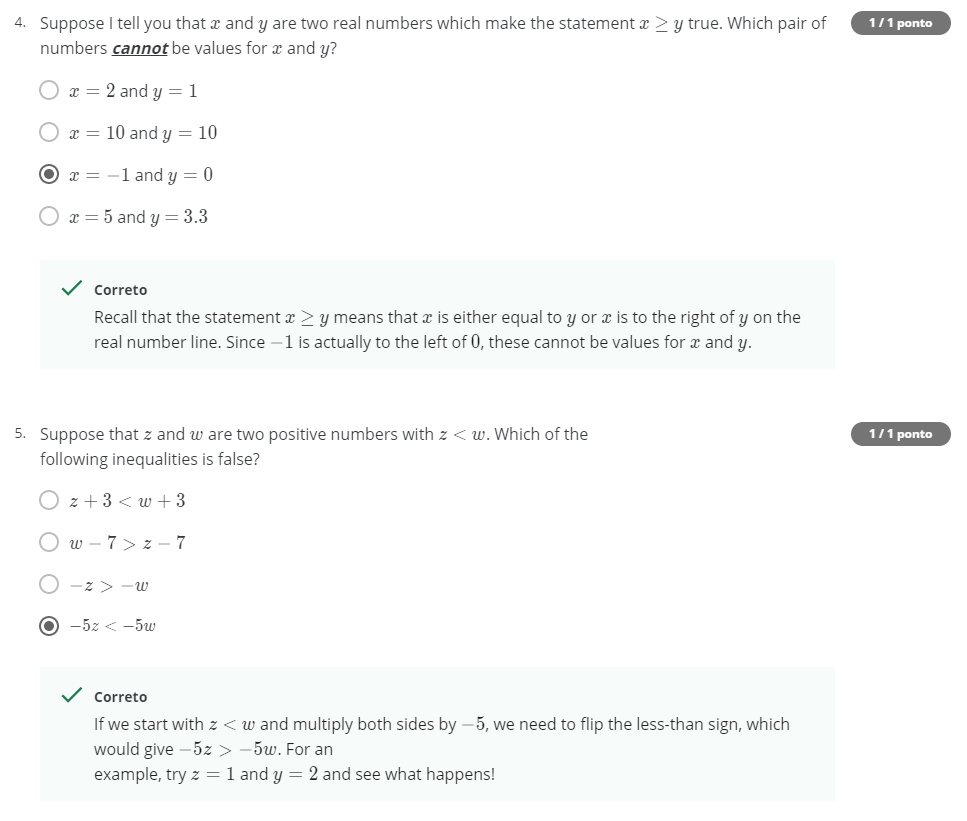 4. Suppose I tell you that x and y are two real numbers which make the statement x ≥ y true. Which pair of
numbers cannot be values for x and y?
1 / 1 ponto
x = 2 and y = 1
x = 10 and y = 10
x = −1 and y = 0
x = 5 and y = 3.3
Correto
Recall that the statement x ≥ y means that x is either equal to y or x is to the right of y on the
real number line. Since −1 is actually to the left of 0, these cannot be values for x and y.
5. Suppose that z and w are two positive numbers with z < w. Which of the
following inequalities is false?
1 / 1 ponto
z + 3 < w + 3
w − 7 > z − 7
−z > −w
−5z < −5w
Correto
If we start with z < w and multiply both sides by −5, we need to flip the less-than sign, which
would give −5z > −5w. For an
example, try z = 1 and y = 2 and see what happens!